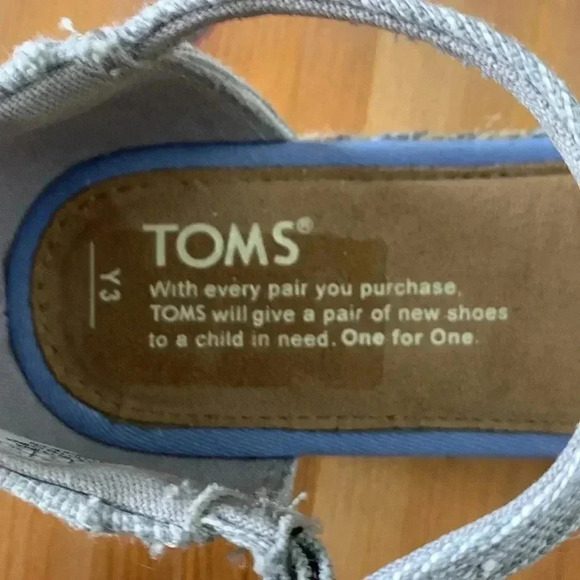 TOMS®
Y3
With every pair you purchase,
TOMS will give a pair of new shoes
to a child in need. One for One.